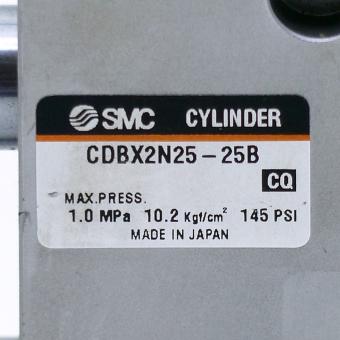 SMC CYLINDER
CDBX2N25-25B
CQ
MAX.PRESS.
1.0 MPa 10.2 Kgf/cm² 145 PSI
MADE IN JAPAN